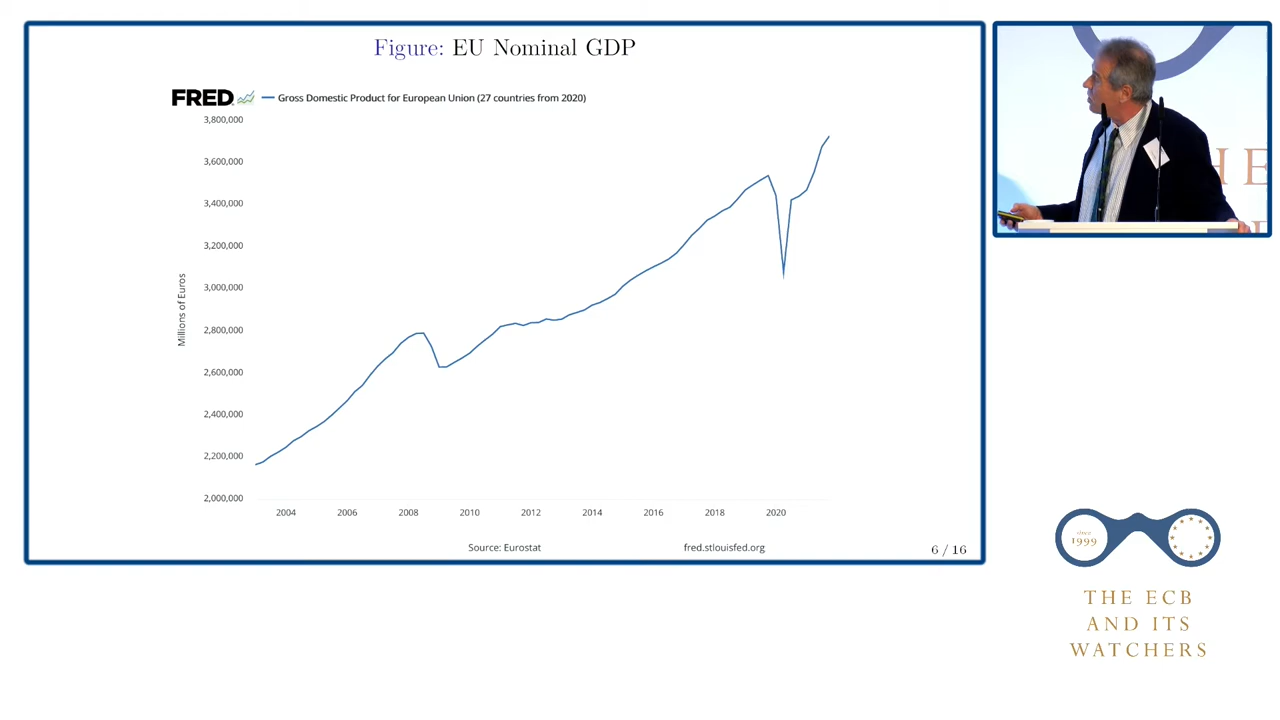 Figure: EU Nominal GDP
FRED
Gross Domestic Product for European Union (27 countries from 2020)
3,800,000
3,600,000
3,400,000
3,200,000
3,000,000
2,800,000
2,600,000
2,400,000
2,200,000
2,000,000
Millions of Euros
2004 2006 2008 2010 2012 2014 2016 2018 2020
Source: Eurostat fred.stlouisfed.org
6 / 16
HE
since
1999
THE ECB
AND ITS
WATCHERS